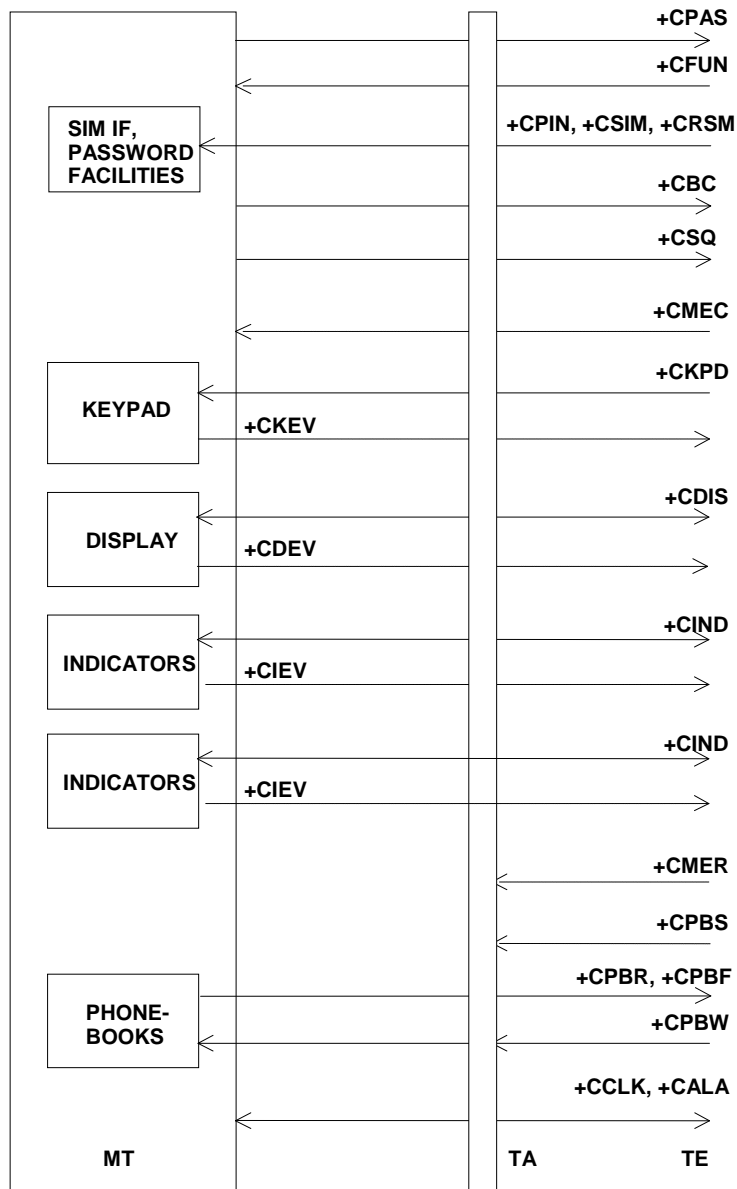 +CPAS
+CFUN
SIM IF,
PASSWORD
FACILITIES
+CPIN, +CSIM, +CRSM
+CBC
+CSQ
+CMEC
+CKPD
KEYPAD
+CKEV
+CDIS
DISPLAY
+CDEV
+CIND
INDICATORS
+CIEV
+CIND
INDICATORS
+CIEV
+CMER
+CPBS
+CPBR, +CPBF
PHONE-
BOOKS
+CPBW
+CCLK, +CALA
MT TA TE